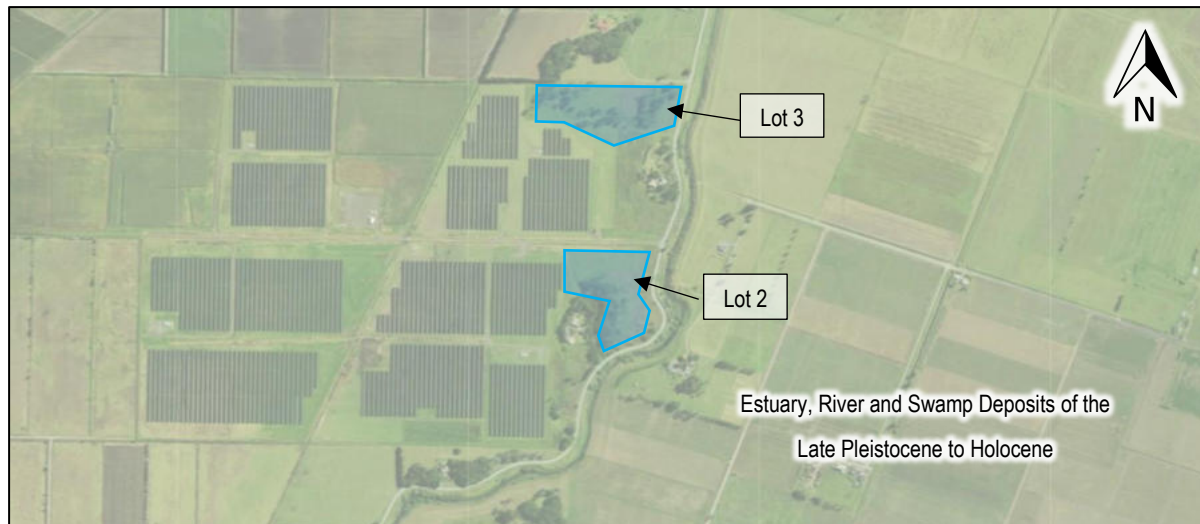 N
Lot 3
Lot 2
Estuary, River and Swamp Deposits of the
Late Pleistocene to Holocene